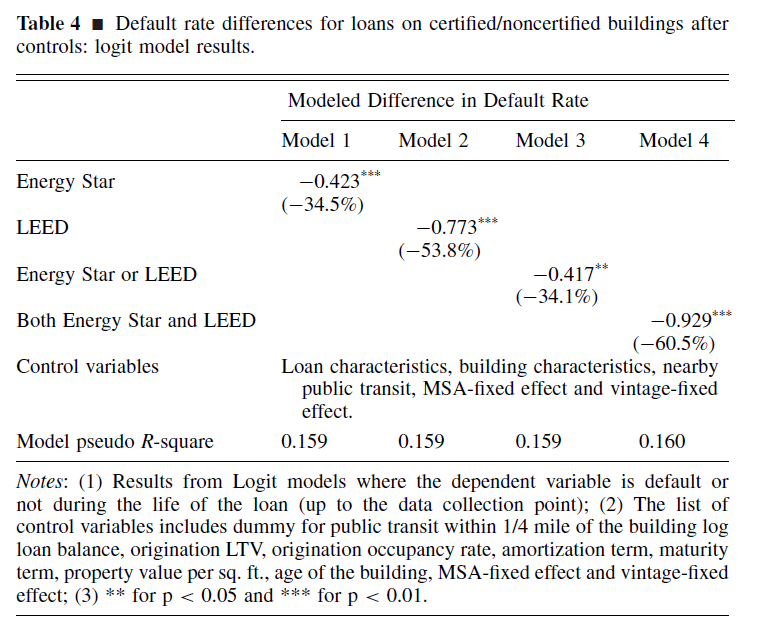 Table 4 ■ Default rate differences for loans on certified/noncertified buildings after
controls: logit model results.
Modeled Difference in Default Rate
Model 1 Model 2 Model 3 Model 4
Energy Star −0.423***
(−34.5%)
LEED −0.773***
(−53.8%)
Energy Star or LEED −0.417**
(−34.1%)
Both Energy Star and LEED −0.929***
(−60.5%)
Control variables Loan characteristics, building characteristics, nearby
public transit, MSA-fixed effect and vintage-fixed
effect.
Model pseudo R-square 0.159 0.159 0.159 0.160
Notes: (1) Results from Logit models where the dependent variable is default or
not during the life of the loan (up to the data collection point); (2) The list of
control variables includes dummy for public transit within 1/4 mile of the building log
loan balance, origination LTV, origination occupancy rate, amortization term, maturity
term, property value per sq. ft., age of the building, MSA-fixed effect and vintage-fixed
effect; (3) ** for p < 0.05 and *** for p < 0.01.